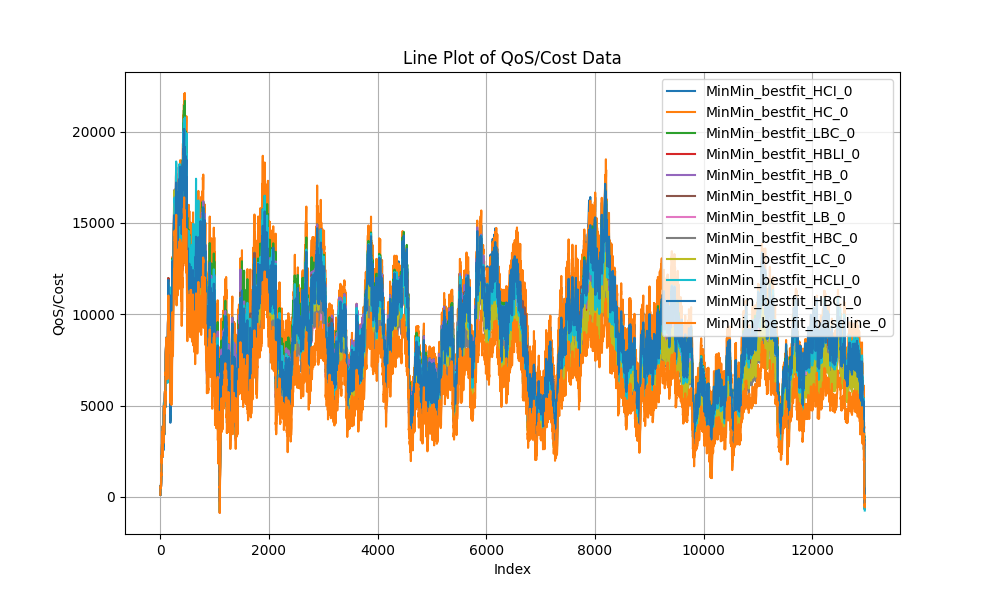 Line Plot of QoS/Cost Data
QoS/Cost
20000
15000
10000
5000
0
0 2000 4000 6000 8000 10000 12000
Index
MinMin_bestfit_HCI_0
MinMin_bestfit_HC_0
MinMin_bestfit_LBC_0
MinMin_bestfit_HBLI_0
MinMin_bestfit_HB_0
MinMin_bestfit_HBI_0
MinMin_bestfit_LB_0
MinMin_bestfit_HBC_0
MinMin_bestfit_LC_0
MinMin_bestfit_HCLI_0
MinMin_bestfit_HBCI_0
MinMin_bestfit_baseline_0